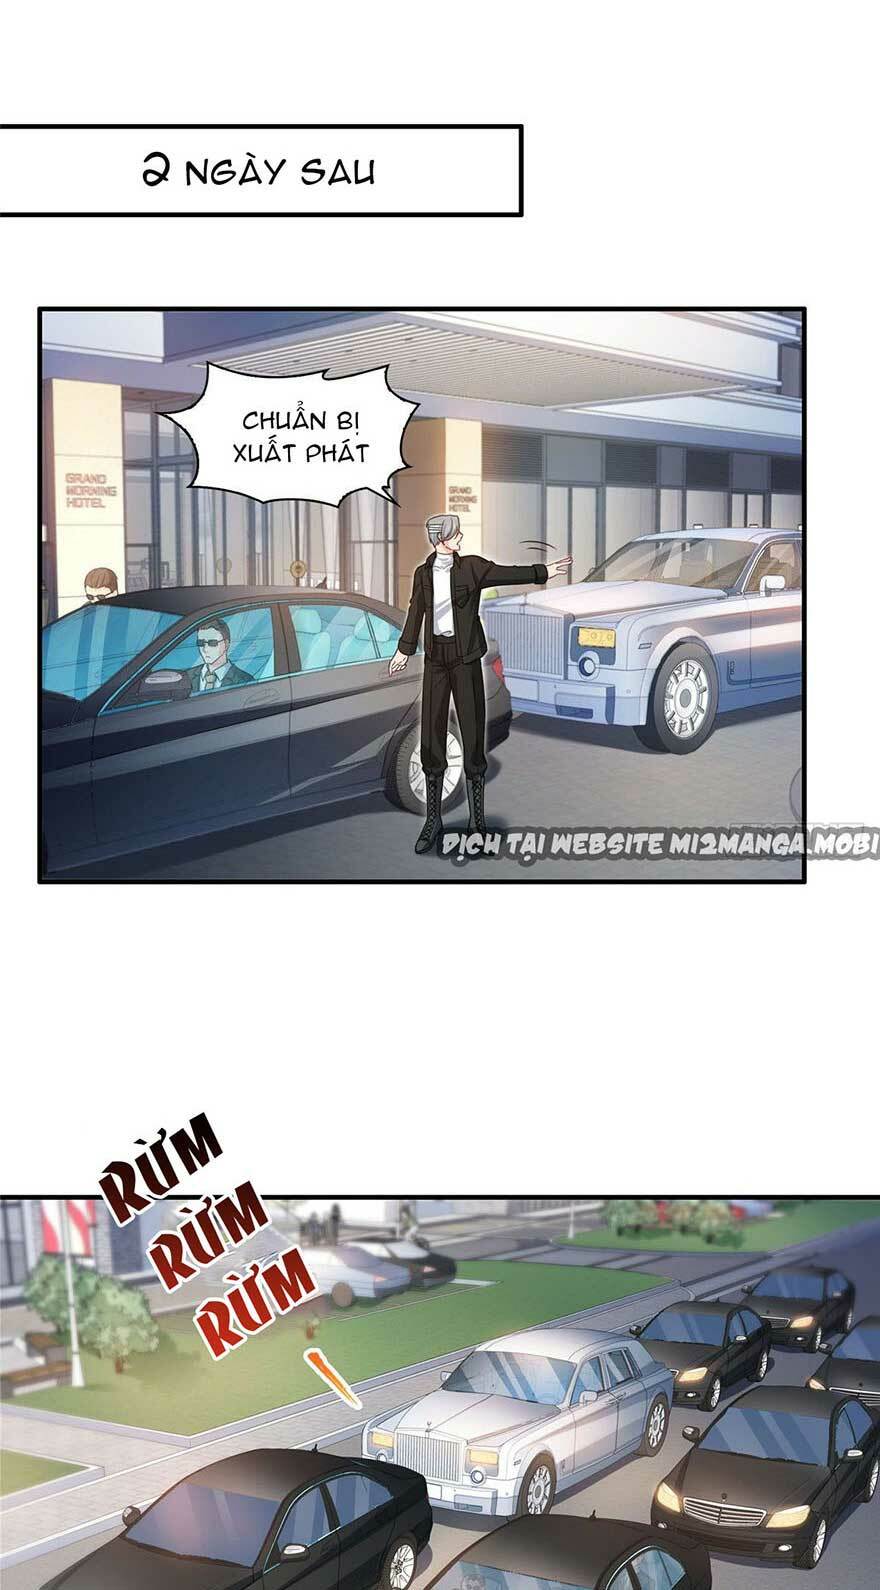 2 NGÀY SAU
CHUẨN BỊ
XUẤT PHÁT
GRAND
MORNING
HOTEL
GRAND
MORNING
HOTEL
DỊCH TẠI WEBSITE MI2MANGA.MOBI
RỪM
RỪM
RỪM